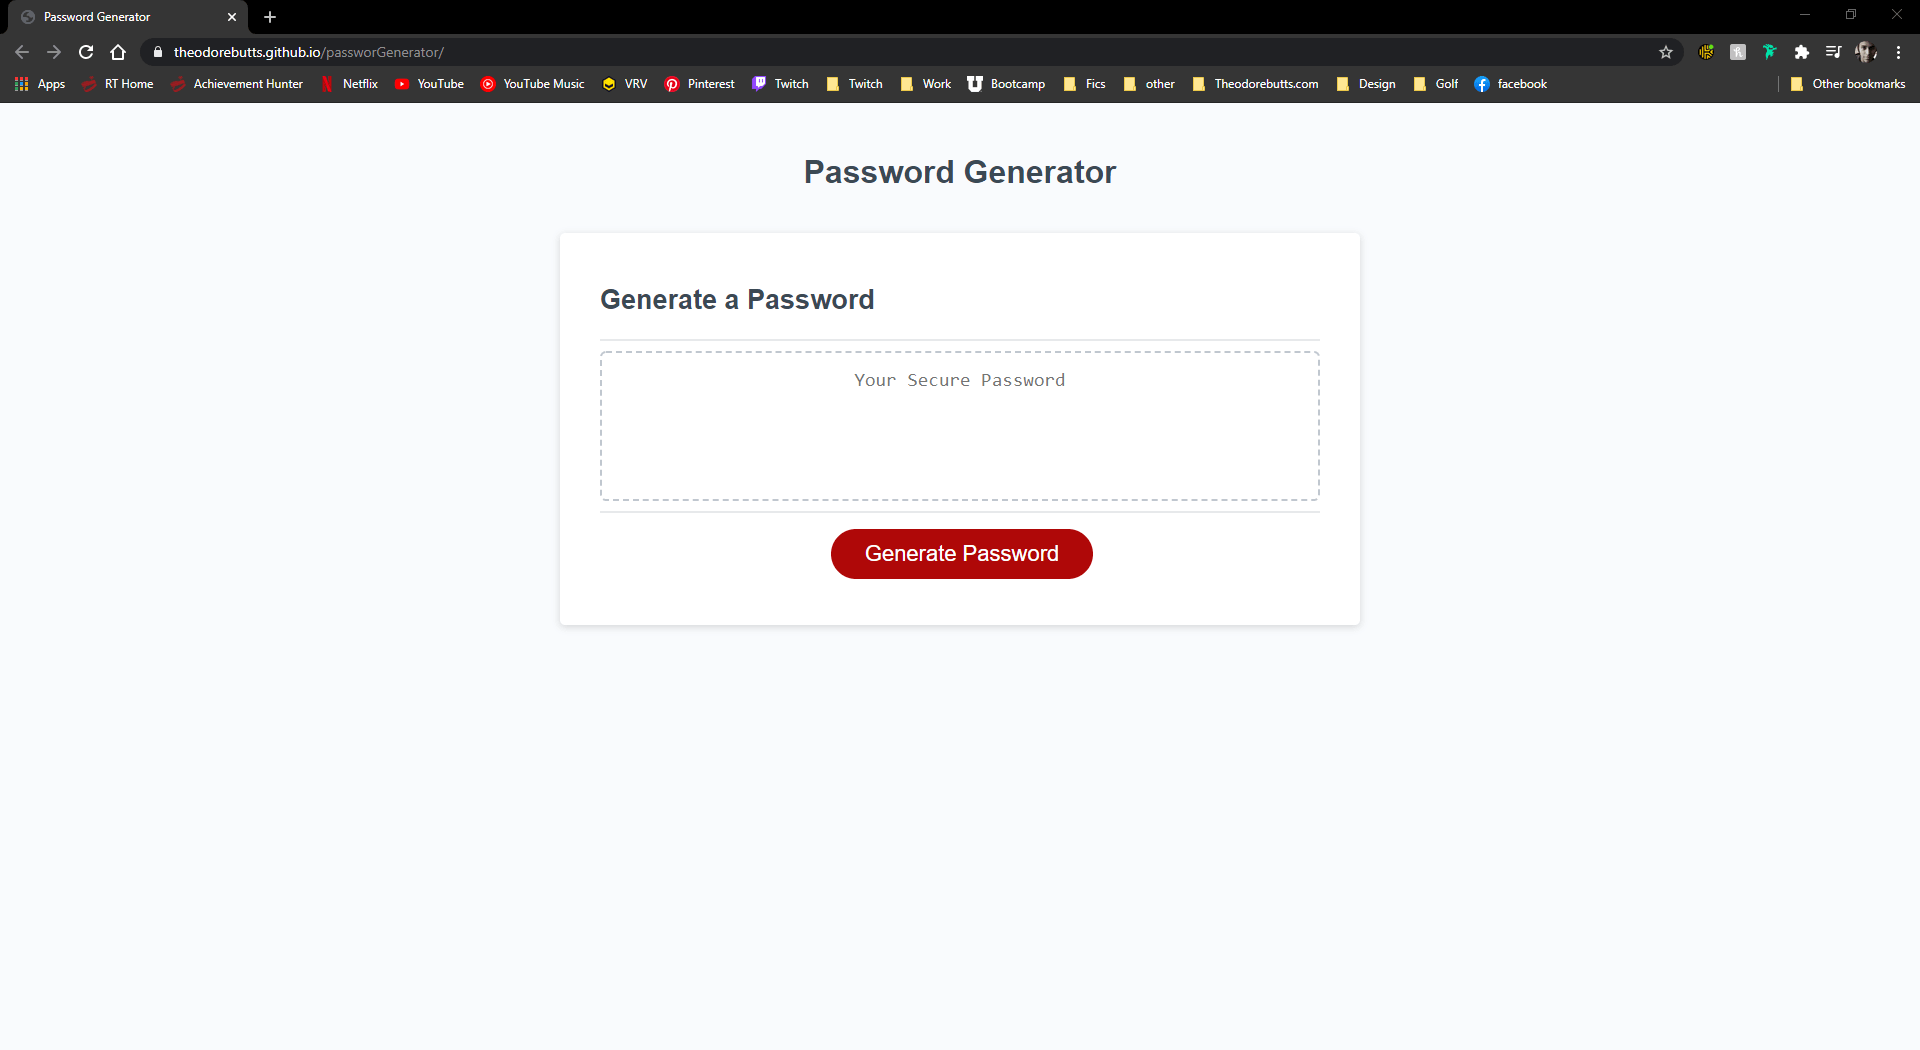 Password Generator
theodorebutts.github.io/passworGenerator/
Apps RT Home Achievement Hunter Netflix YouTube YouTube Music VRV Pinterest Twitch Twitch Work Bootcamp Fics other Theodorebutts.com Design Golf facebook Other bookmarks
Password Generator
Generate a Password
Your Secure Password
Generate Password